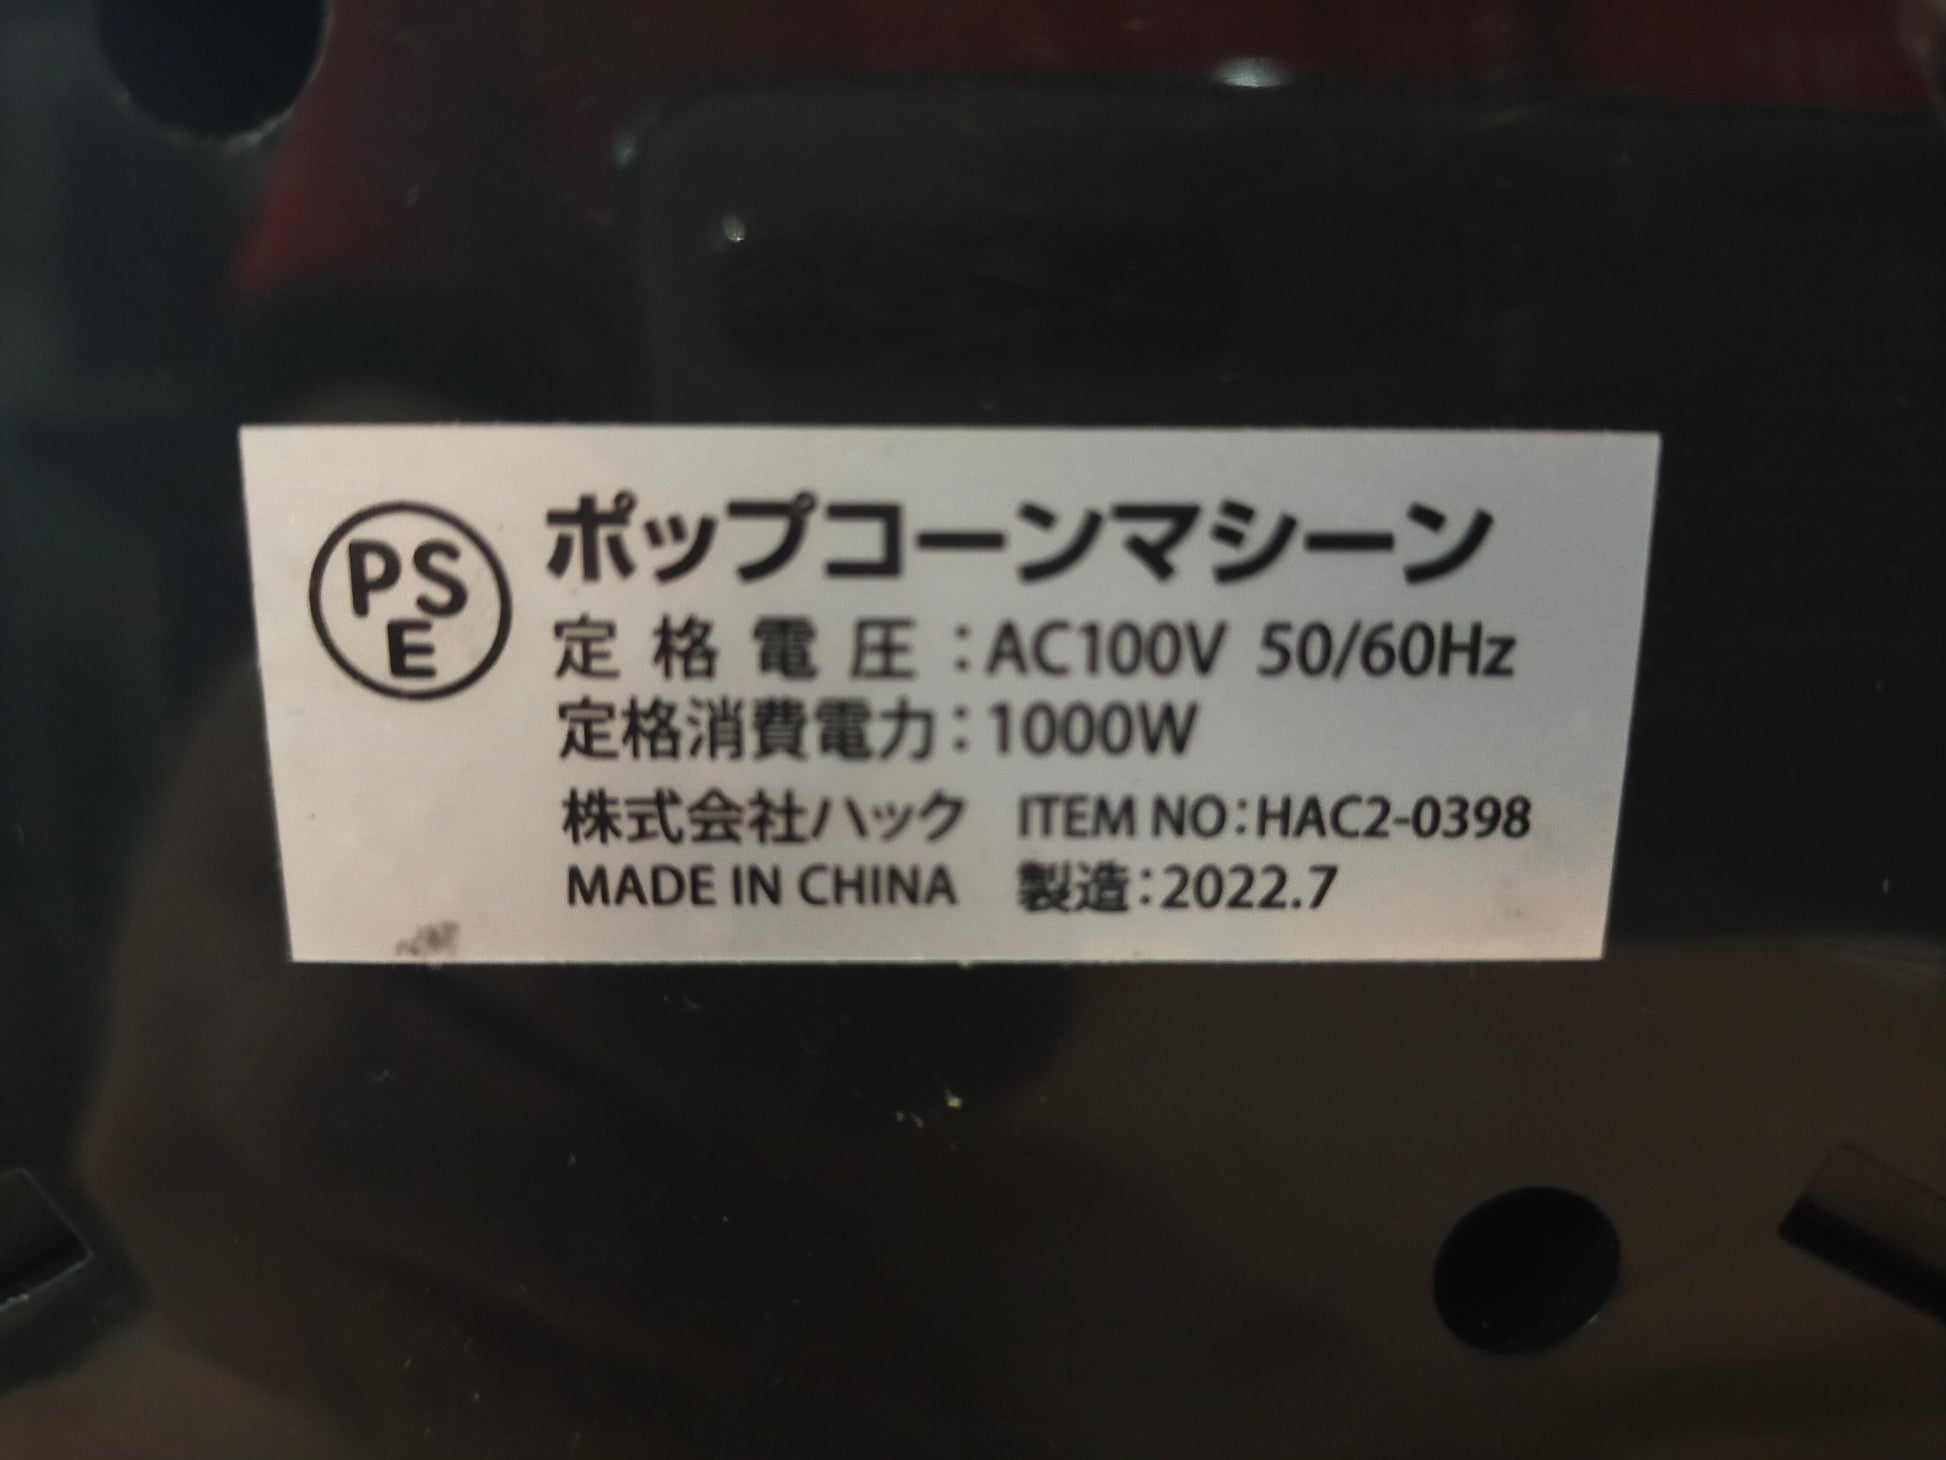 PS
E
ポップコーンマシーン
定格電圧:AC100V 50/60Hz
定格消費電力:1000W
株式会社ハック ITEM NO:HAC2-0398
MADE IN CHINA 製造:2022.7